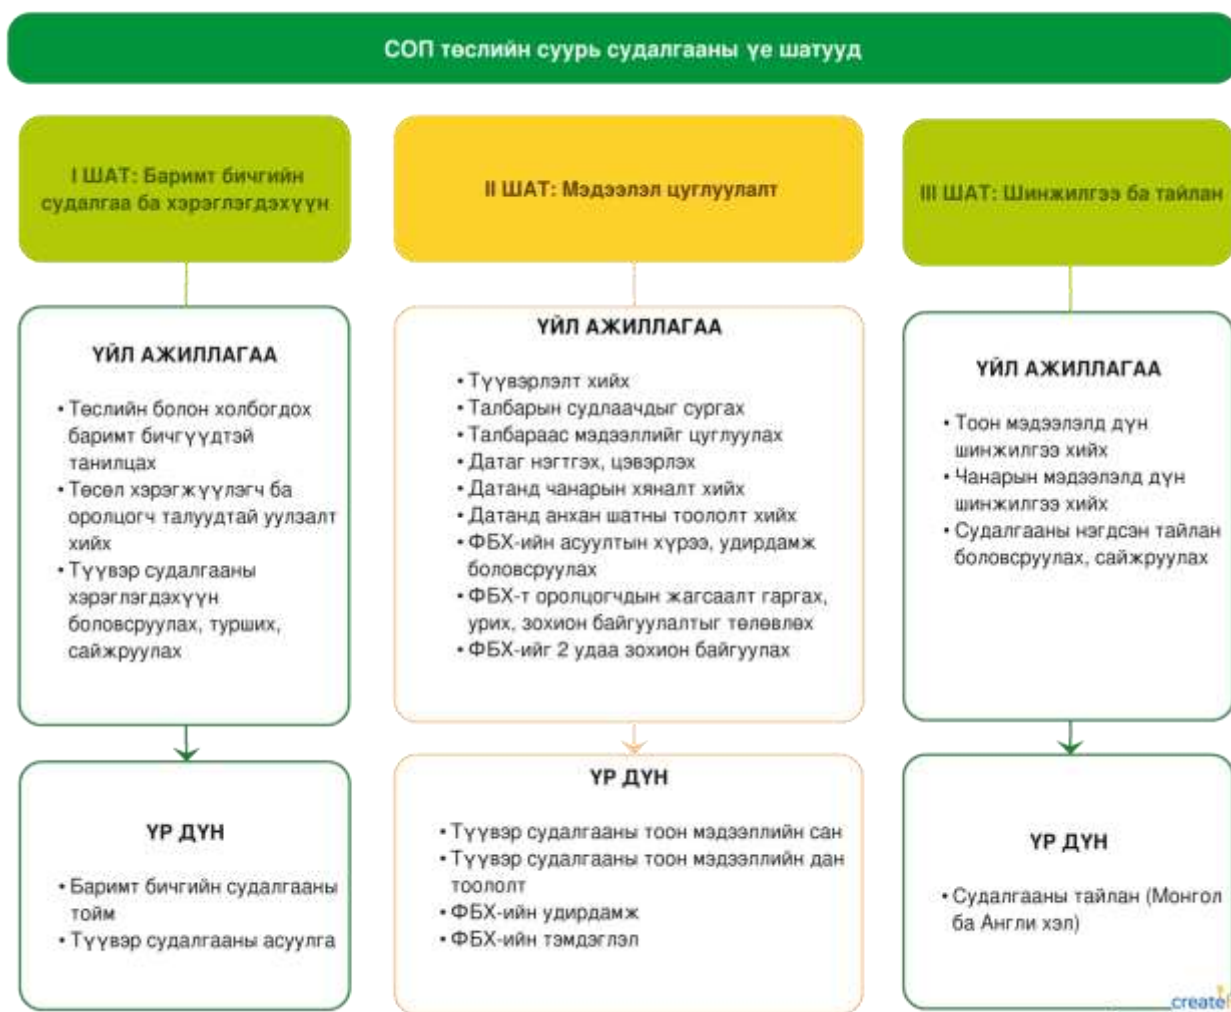 СОП төслийн суурь судалгааны үе шатууд
I ШАТ: Баримт бичгийн
судалгаа ба хэрэглэгдэхүүн
ҮЙЛ АЖИЛЛАГАА
• Төслийн болон холбогдох
баримт бичгүүдтэй
танилцах
• Төсөл хэрэгжүүлэгч ба
оролцогч талуудтай уулзалт
хийх
• Түүвэр судалгааны
хэрэглэгдэхүүн
боловсруулах, турших,
сайжруулах
ҮР ДҮН
• Баримт бичгийн судалгааны
тойм
• Түүвэр судалгааны асуулга
II ШАТ: Мэдээлэл цуглуулалт
ҮЙЛ АЖИЛЛАГАА
• Түүвэрлэлт хийх
• Талбарын судлаачдыг сургах
• Талбараас мэдээллийг цуглуулах
• Датаг нэгтгэх, цэвэрлэх
• Датанд чанарын хяналт хийх
• Датанд анхан шатны тоололт хийх
• ФБХ-ийн асуултын хүрээ, удирдамж
боловсруулах
• ФБХ-т оролцогчдын жагсаалт гаргах,
урих, зохион байгуулалтыг төлөвлөх
• ФБХ-ийг 2 удаа зохион байгуулах
ҮР ДҮН
• Түүвэр судалгааны тоон мэдээллийн сан
• Түүвэр судалгааны тоон мэдээллийн дан
тоололт
• ФБХ-ийн удирдамж
• ФБХ-ийн тэмдэглэл
III ШАТ: Шинжилгээ ба тайлан
ҮЙЛ АЖИЛЛАГАА
• Тоон мэдээлэлд дүн
шинжилгээ хийх
• Чанарын мэдээлэлд дүн
шинжилгээ хийх
• Судалгааны нэгдсэн тайлан
боловсруулах, сайжруулах
ҮР ДҮН
• Судалгааны тайлан (Монгол
ба Англи хэл)
create